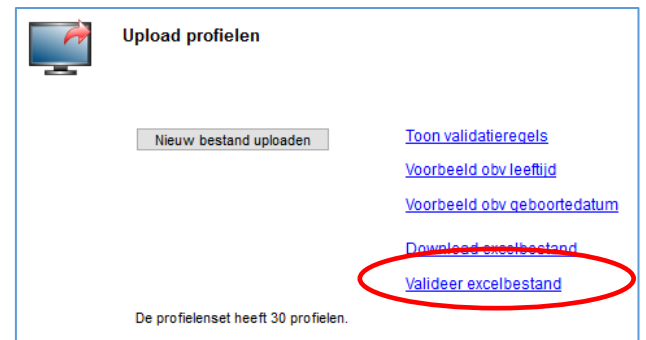 Upload profielen
Nieuw bestand uploaden
Toon validatieregels
Voorbeeld obv leeftijd
Voorbeeld obv geboortedatum
Download excelbestand
Valideer excelbestand
De profielenset heeft 30 profielen.